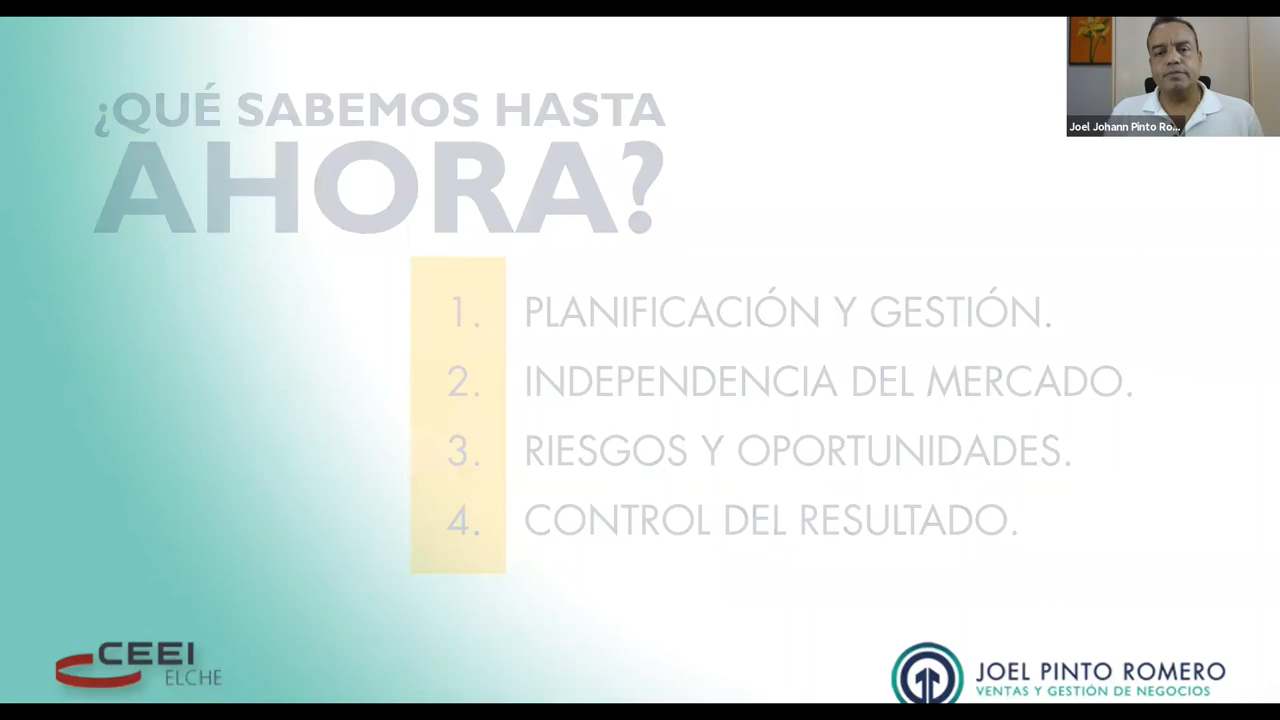 ¿QUÉ SABEMOS HASTA
AHORA?
Joel Johann Pinto Ro...
1. PLANIFICACIÓN Y GESTIÓN.
2. INDEPENDENCIA DEL MERCADO.
3. RIESGOS Y OPORTUNIDADES.
4. CONTROL DEL RESULTADO.
CEEI
ELCHE
JOEL PINTO ROMERO
VENTAS Y GESTIÓN DE NEGOCIOS